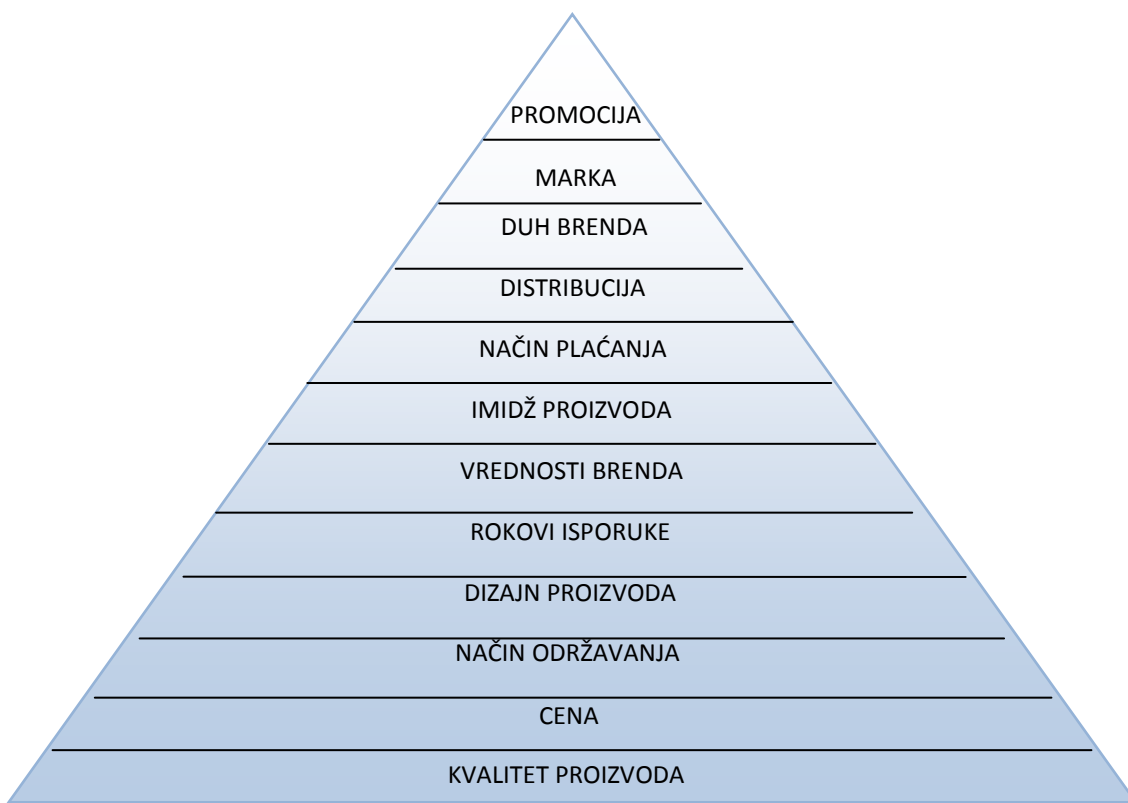 PROMOCIJA
MARKA
DUH BRENDA
DISTRIBUCIJA
NAČIN PLAĆANJA
IMIDŽ PROIZVODA
VREDNOSTI BRENDA
ROKOVI ISPORUKE
DIZAJN PROIZVODA
NAČIN ODRŽAVANJA
CENA
KVALITET PROIZVODA